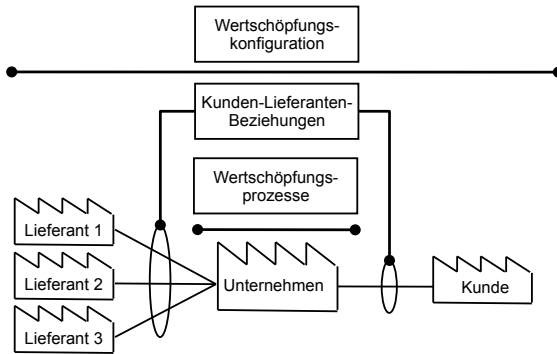 Wertschöpfungs-
konfiguration
Kunden-Lieferanten-
Beziehungen
Wertschöpfungs-
prozesse
Lieferant 1
Lieferant 2
Unternehmen
Kunde
Lieferant 3